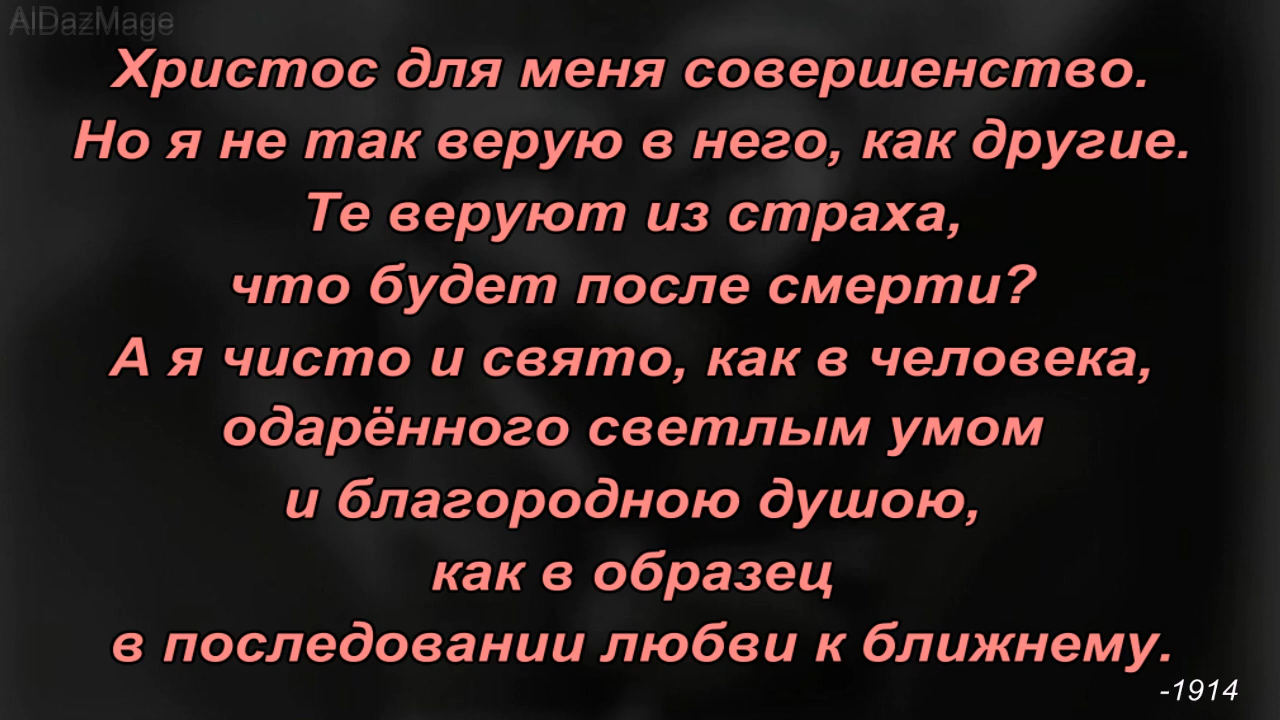 AlDazMage
Христос для меня совершенство.
Но я не так верую в него, как другие.
Те веруют из страха,
что будет после смерти?
А я чисто и свято, как в человека,
одарённого светлым умом
и благородною душою,
как в образец
в последовании любви к ближнему.
-1914